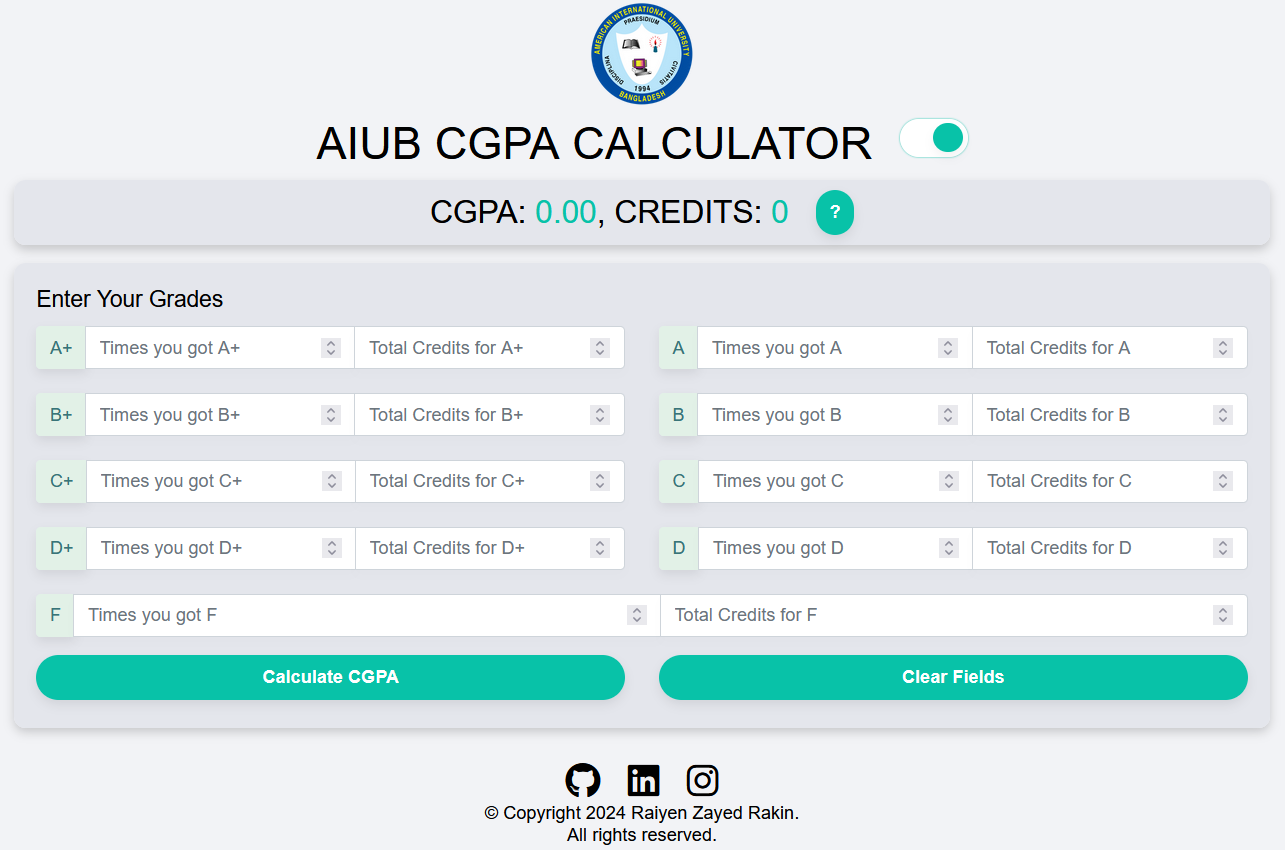 AMERICAN INTERNATIONAL UNIVERSITY
PRAESIDIUM
DISCIPLINA
CIVITATIS
1994
BANGLADESH
AIUB CGPA CALCULATOR
CGPA: 0.00, CREDITS: 0 ?
Enter Your Grades
A+ Times you got A+ Total Credits for A+ A Times you got A Total Credits for A
B+ Times you got B+ Total Credits for B+ B Times you got B Total Credits for B
C+ Times you got C+ Total Credits for C+ C Times you got C Total Credits for C
D+ Times you got D+ Total Credits for D+ D Times you got D Total Credits for D
F Times you got F Total Credits for F
Calculate CGPA Clear Fields
in
© Copyright 2024 Raiyen Zayed Rakin.
All rights reserved.